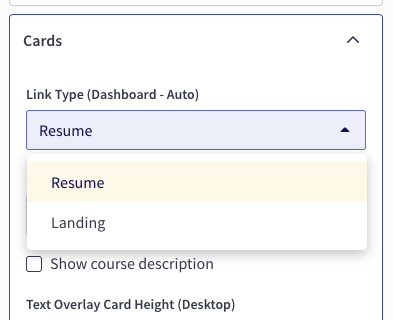 Cards
Link Type (Dashboard - Auto)
Resume
Resume
Landing
Show course description
Text Overlay Card Height (Desktop)